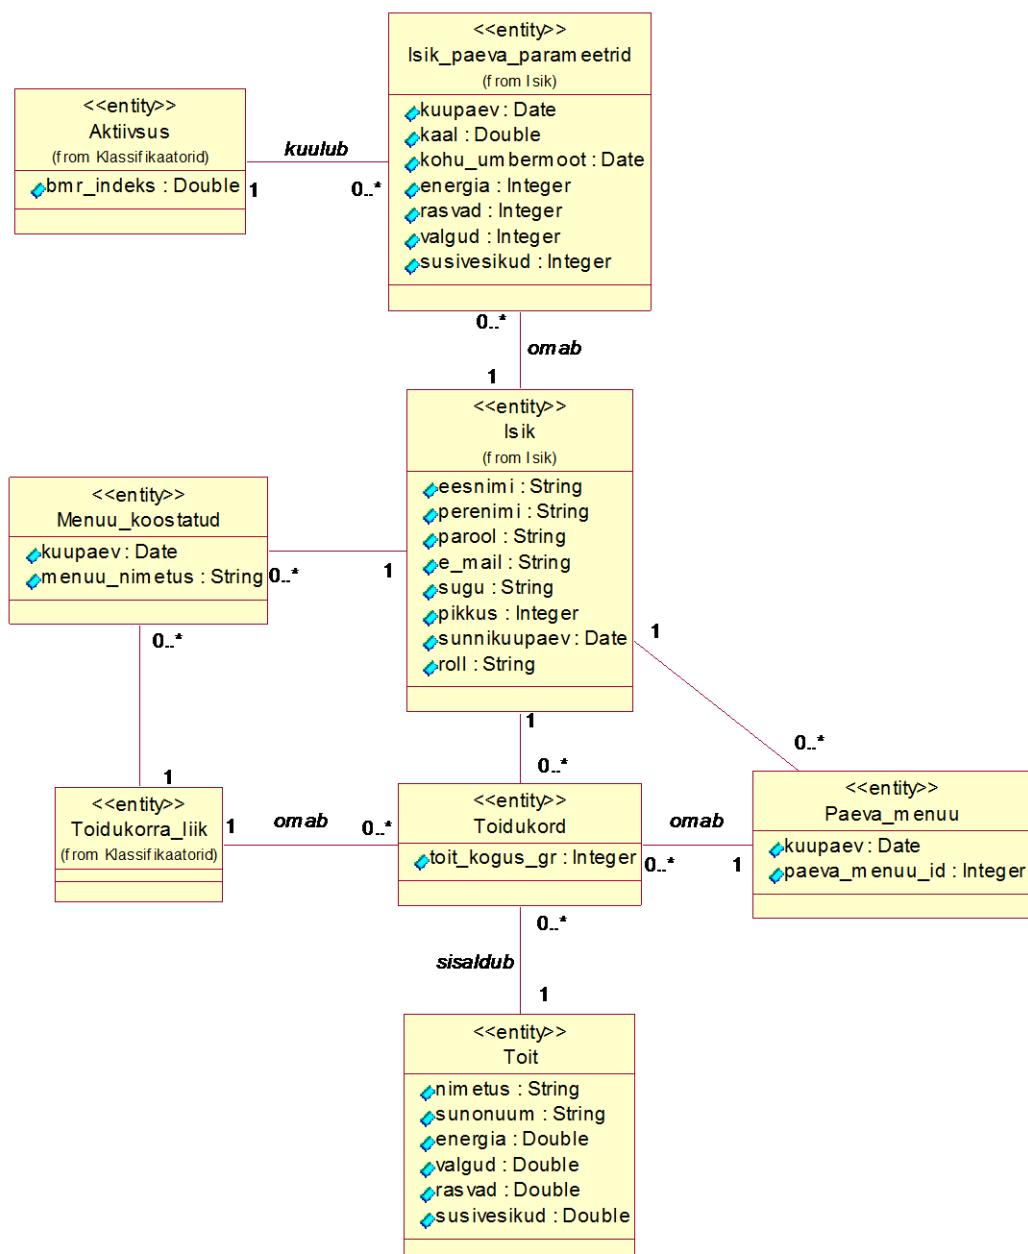 <<entity>>
Isik_paeva_parameetrid
(from Isik)
kuupaev : Date
kaal : Double
kohu_umbermoot : Date
energia : Integer
rasvad : Integer
valgud : Integer
susivesikud : Integer
<<entity>>
Aktiivsus
(from Klassifikaatorid)
bmr_indeks : Double
kuulub
1
0..*
0..*
omab
1
<<entity>>
Isik
(from Isik)
eesnimi : String
perenimi : String
parool : String
e_mail : String
sugu : String
pikkus : Integer
sunnikuupaev : Date
roll : String
<<entity>>
Menuu_koostatud
kuupaev : Date
menuu_nimetus : String
0..*
1
0..*
1
1
0..*
1
0..*
<<entity>>
Toidukorra_liik
(from Klassifikaatorid)
1
omab
0..*
<<entity>>
Toidukord
toit_kogus_gr : Integer
omab
0..*
1
<<entity>>
Paeva_menuu
kuupaev : Date
paeva_menuu_id : Integer
0..*
sisaldub
1
<<entity>>
Toit
nimetus : String
sunonuum : String
energia : Double
valgud : Double
rasvad : Double
susivesikud : Double